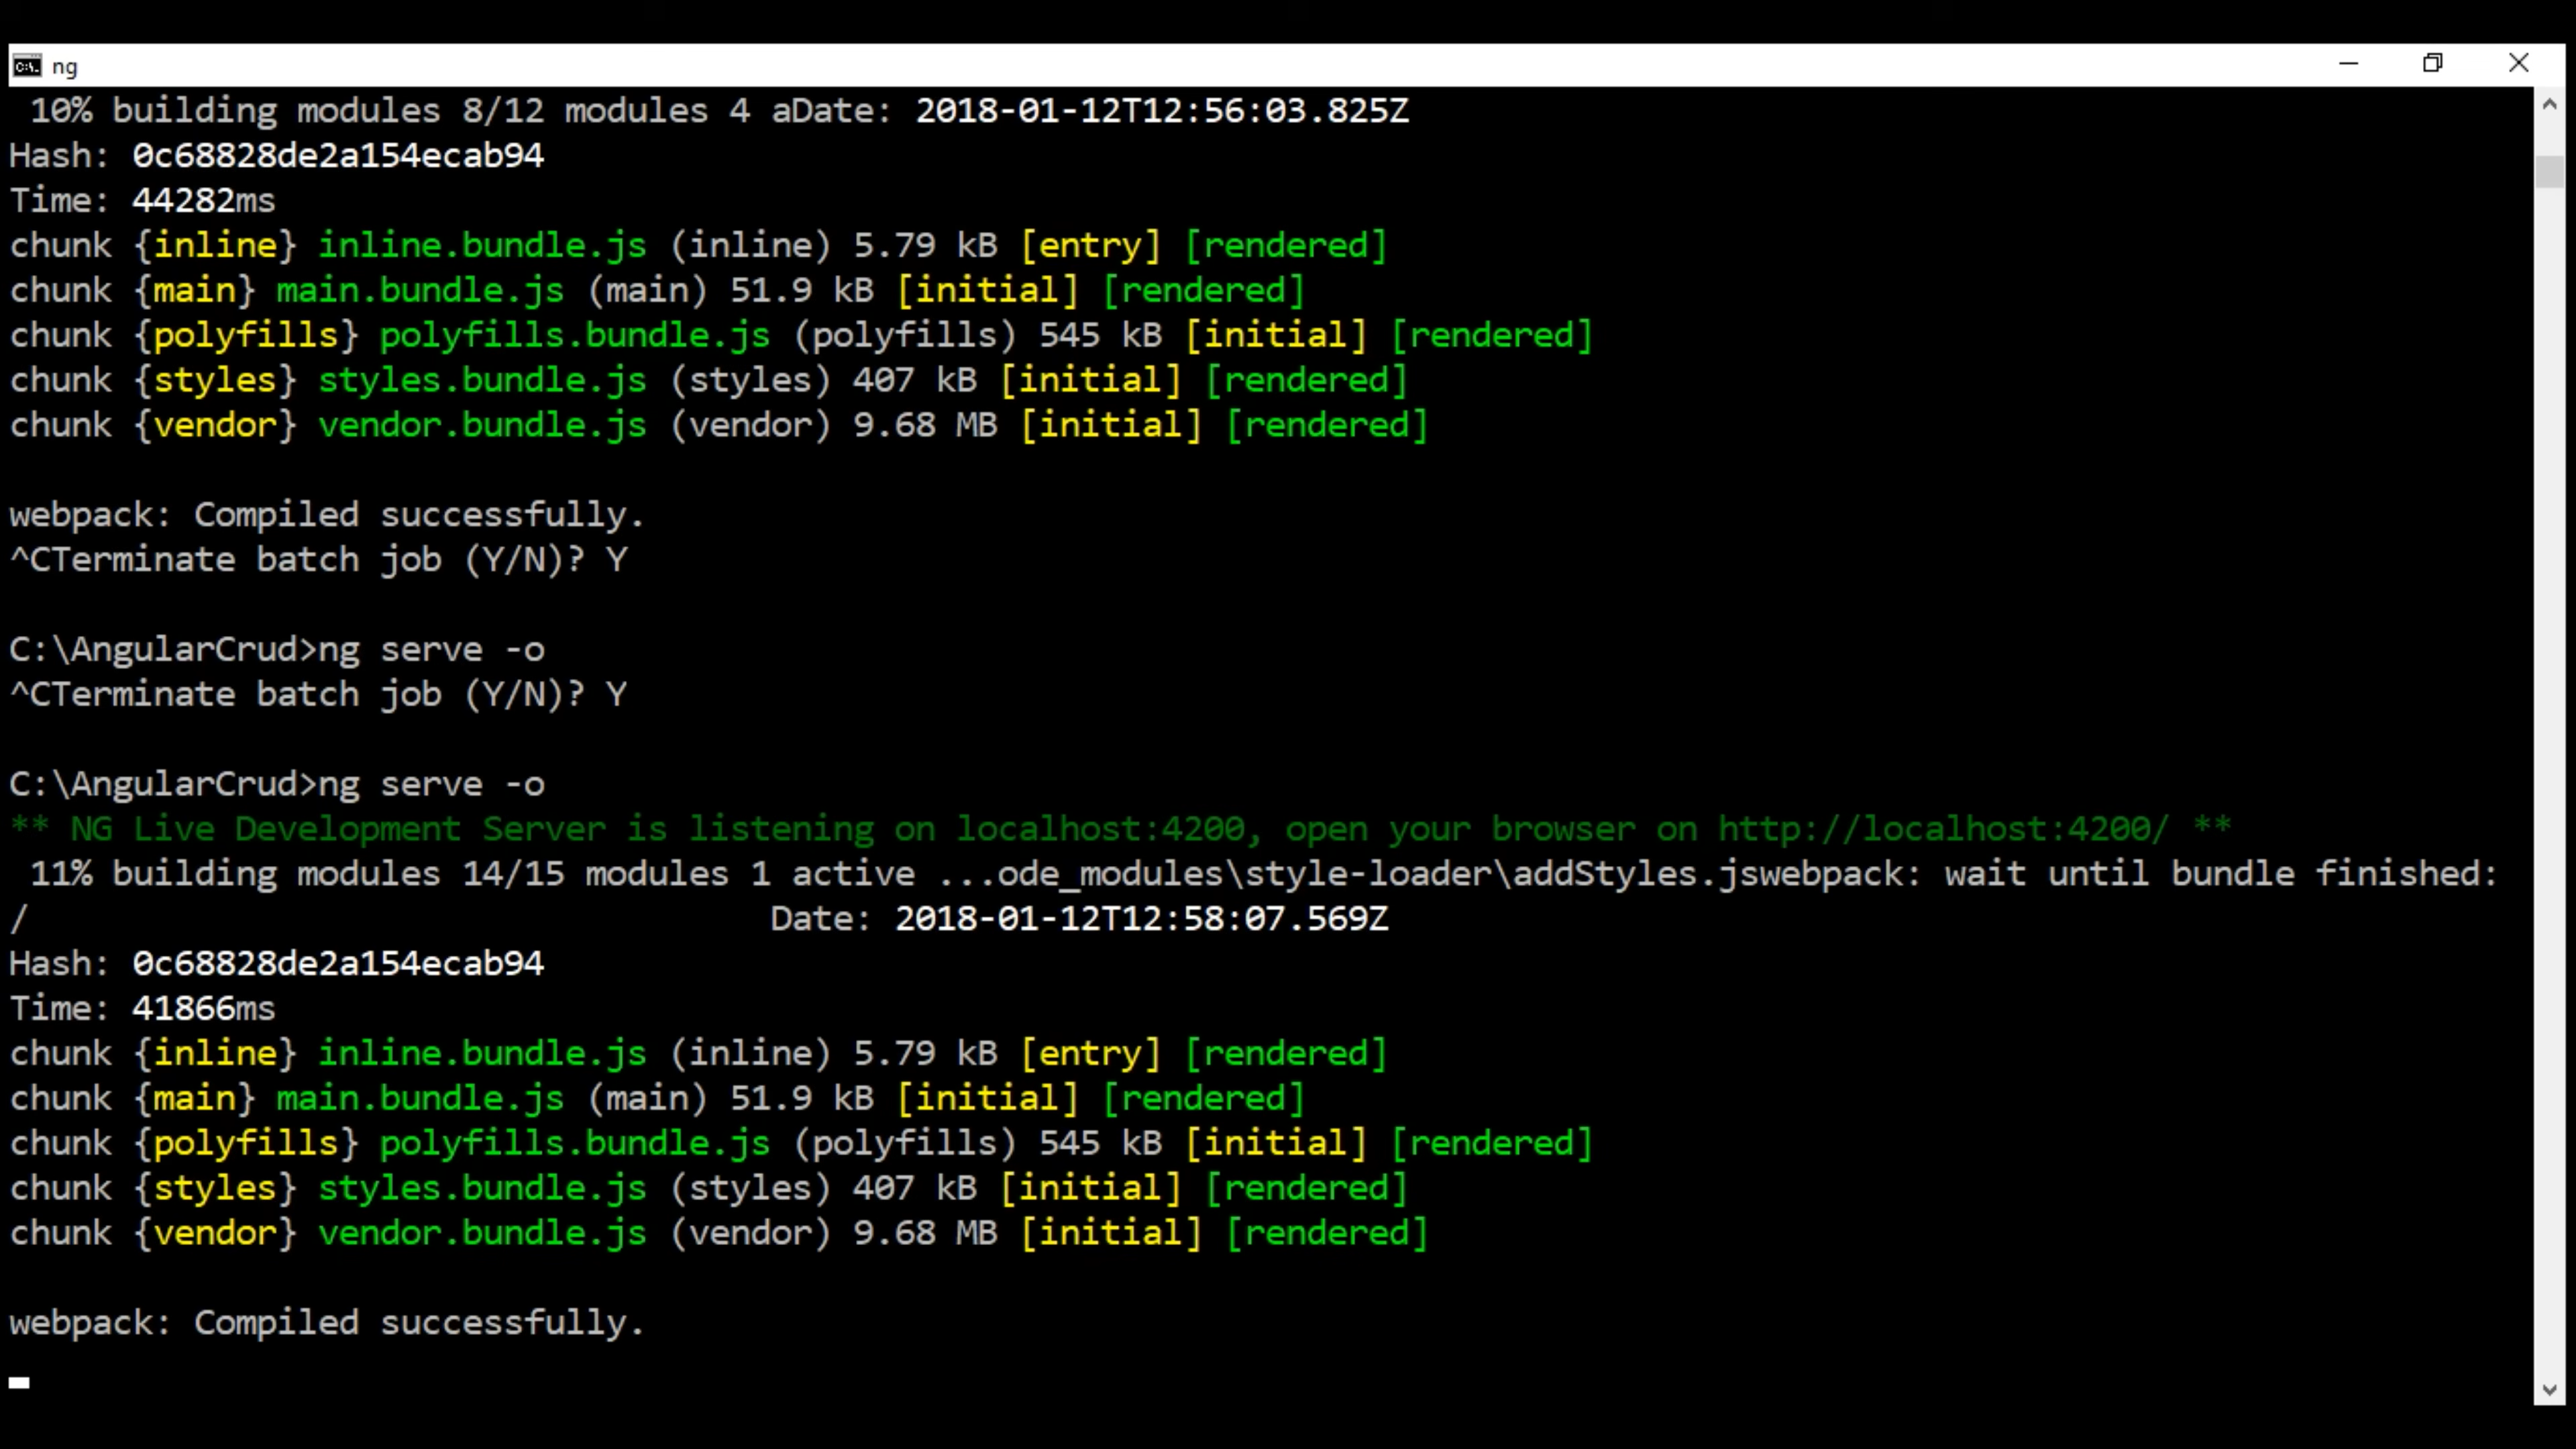 ng
10% building modules 8/12 modules 4 aDate: 2018-01-12T12:56:03.825Z
Hash: 0c68828de2a154ecab94
Time: 44282ms
chunk {inline} inline.bundle.js (inline) 5.79 kB [entry] [rendered]
chunk {main} main.bundle.js (main) 51.9 kB [initial] [rendered]
chunk {polyfills} polyfills.bundle.js (polyfills) 545 kB [initial] [rendered]
chunk {styles} styles.bundle.js (styles) 407 kB [initial] [rendered]
chunk {vendor} vendor.bundle.js (vendor) 9.68 MB [initial] [rendered]
webpack: Compiled successfully.
^CTerminate batch job (Y/N)? Y
C:\AngularCrud>ng serve -o
^CTerminate batch job (Y/N)? Y
C:\AngularCrud>ng serve -o
** NG Live Development Server is listening on localhost:4200, open your browser on http://localhost:4200/ **
11% building modules 14/15 modules 1 active ...ode_modules\style-loader\addStyles.jswebpack: wait until bundle finished:
/ Date: 2018-01-12T12:58:07.569Z
Hash: 0c68828de2a154ecab94
Time: 41866ms
chunk {inline} inline.bundle.js (inline) 5.79 kB [entry] [rendered]
chunk {main} main.bundle.js (main) 51.9 kB [initial] [rendered]
chunk {polyfills} polyfills.bundle.js (polyfills) 545 kB [initial] [rendered]
chunk {styles} styles.bundle.js (styles) 407 kB [initial] [rendered]
chunk {vendor} vendor.bundle.js (vendor) 9.68 MB [initial] [rendered]
webpack: Compiled successfully.